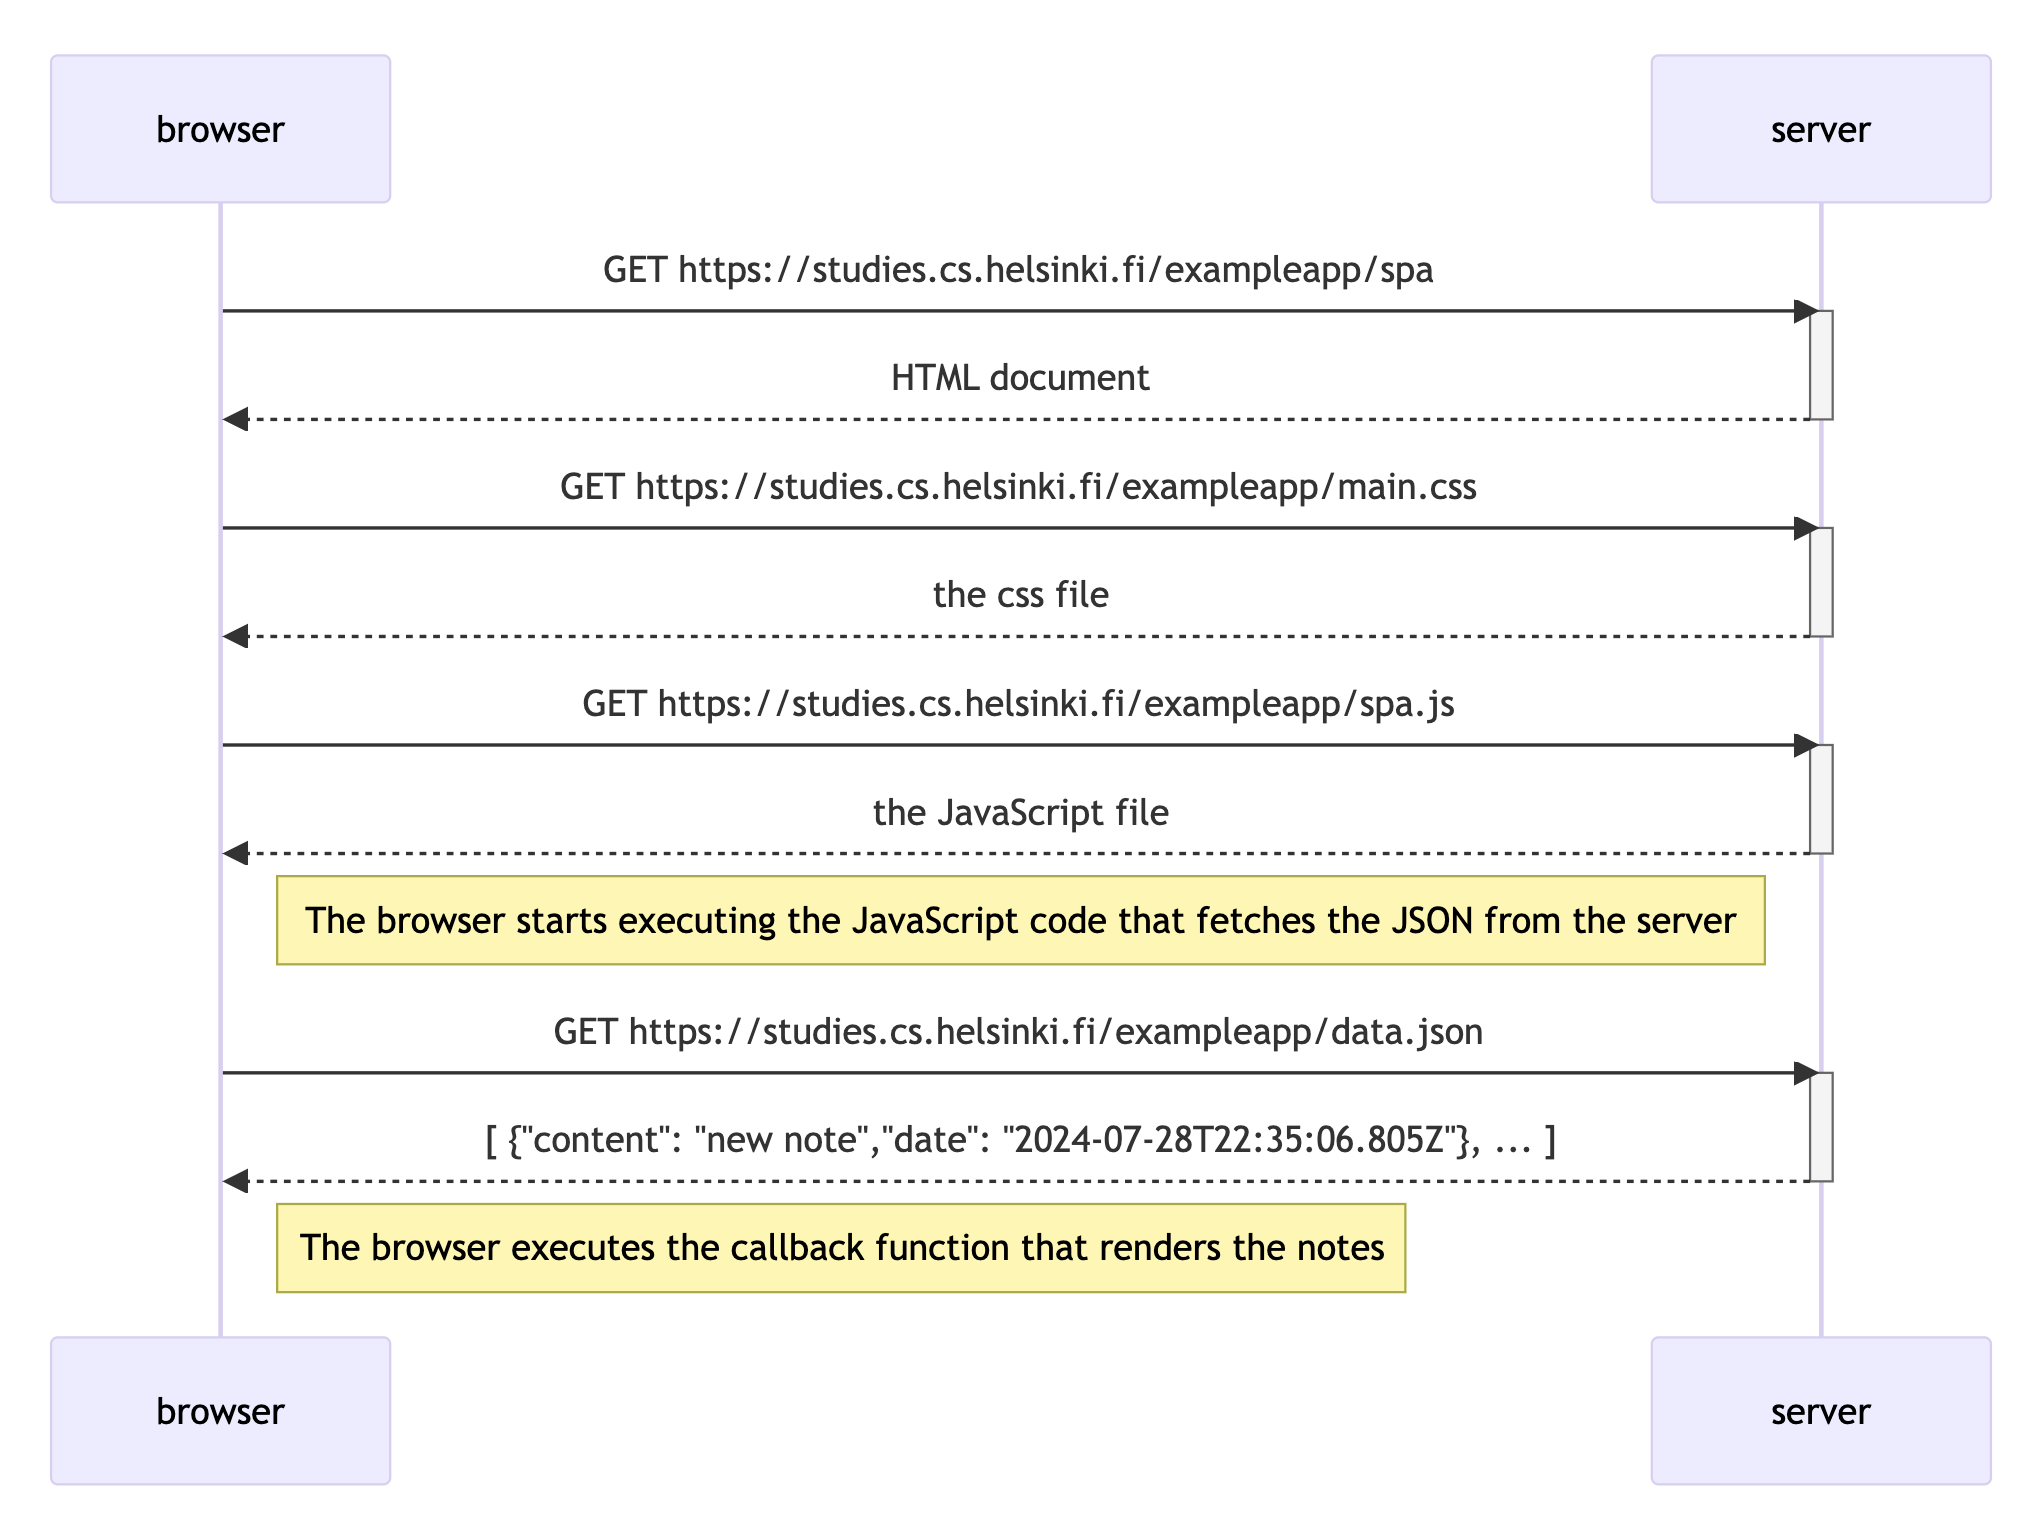 browser
server
GET https://studies.cs.helsinki.fi/exampleapp/spa
HTML document
GET https://studies.cs.helsinki.fi/exampleapp/main.css
the css file
GET https://studies.cs.helsinki.fi/exampleapp/spa.js
the JavaScript file
The browser starts executing the JavaScript code that fetches the JSON from the server
GET https://studies.cs.helsinki.fi/exampleapp/data.json
[ {"content": "new note","date": "2024-07-28T22:35:06.805Z"}, ... ]
The browser executes the callback function that renders the notes
browser
server